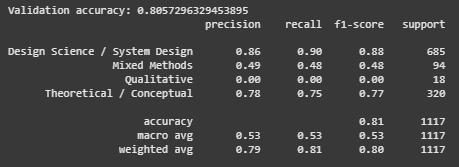 Validation accuracy: 0.8057296329453895
precision recall f1-score support
Design Science / System Design 0.86 0.90 0.88 685
Mixed Methods 0.49 0.48 0.48 94
Qualitative 0.00 0.00 0.00 18
Theoretical / Conceptual 0.78 0.75 0.77 320
accuracy 0.81 1117
macro avg 0.53 0.53 0.53 1117
weighted avg 0.79 0.81 0.80 1117